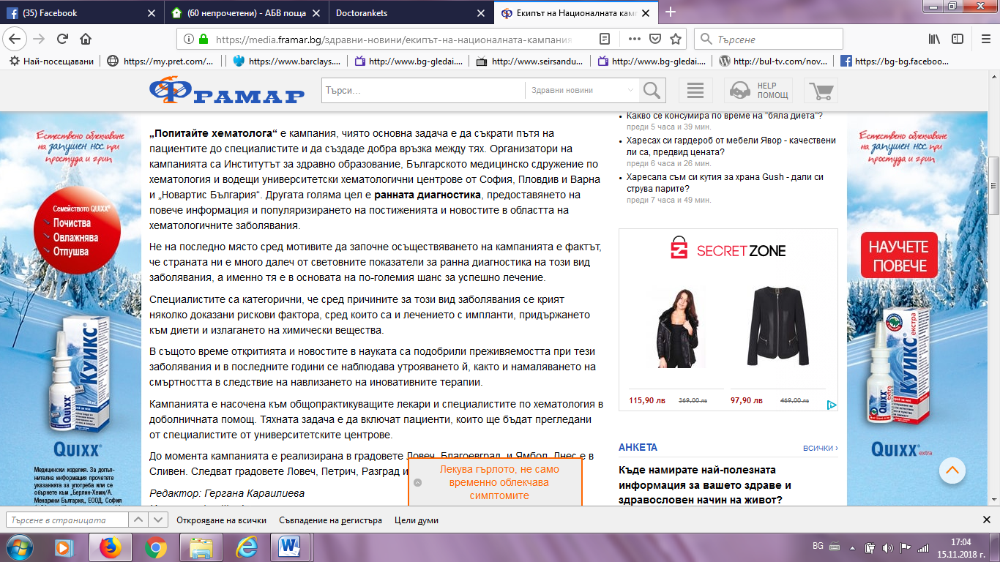 (35) Facebook
(60 непрочетени) - АБВ поща
Doctorankets
Екипът на Националната камп
https://media.framar.bg/здравни-новини/екипът-на-националната-кампания
Търсене
Най-посещавани
https://my.pret.com/...
https://www.barclays....
http://www.bg-gledai....
http://www.seirsandu...
http://www.bg-gledai....
http://bul-tv.com/nov...
https://bg-bg.faceboo...
ФРАМАР
Търси...
Здравни новини
HELP
ПОМОЩ
„Попитайте хематолога“ е кампания, чиято основна задача е да съкрати пътя на
пациентите до специалистите и да създаде добра връзка между тях. Организатори на
кампанията са Институтът за здравно образование, Българското медицинско сдружение по
хематология и водещи университетски хематологични центрове от София, Пловдив и Варна
и „Новартис България“. Другата голяма цел е ранната диагностика, предоставянето на
повече информация и популяризирането на постиженията и новостите в областта на
хематологичните заболявания.
Не на последно място сред мотивите да започне осъществяването на кампанията е фактът,
че страната ни е много далеч от световните показатели за ранна диагностика на този вид
заболявания, а именно тя е в основата на по-големия шанс за успешно лечение.
Специалистите са категорични, че сред причините за този вид заболявания се крият
няколко доказани рискови фактора, сред които са и лечението с импланти, придържането
към диети и излагането на химически вещества.
В същото време откритията и новостите в науката са подобрили преживяемостта при тези
заболявания и в последните години се наблюдава утрояването й, както и намаляването на
смъртността в следствие на навлизането на иновативните терапии.
Кампанията е насочена към общопрактикуващите лекари и специалистите по хематология в
доболничната помощ. Тяхната задача е да включат пациенти, които ще бъдат прегледани
от специалистите от университетските центрове.
До момента кампанията е реализирана в градовете Ловеч, Благоевград, и Ямбол. Днес е в
Сливен. Следват градовете Ловеч, Петрич, Разград и
Редактор: Гергана Караилиева
Какво се консумира по време на "бяла диета"?
преди 5 часа и 39 мин.
Харесах си гардероб от мебели Явор - качествени
ли са, предвид цената?
преди 6 часа и 26 мин.
Харесала съм си кутия за храна Gush - дали си
струва парите?
преди 7 часа и 49 мин.
SECRET ZONE
115,90 лв
369,00 лв
97,90 лв
469,00 лв
АНКЕТА
ВСИЧКИ ›
Къде намирате най-полезната
информация за вашето здраве и
здравословен начин на живот?
Лекува гърлото, не само
временно облекчава
симптомите
Естествено облекчаване
на запушен нос при
простуда и грип
Семейството QUIXX®
Почиства
Овлажнява
Отпушва
КУИКС®
Quixx
Quixx®
Медицински изделия. За допъл-
нителна информация прочетете
указанията за употреба или се
обърнете към „Берлин-Хеми/А.
Менарини България„ ЕООД, София
Естествено облекчаване
на запушен нос при
простуда и грип
НАУЧЕТЕ
ПОВЕЧЕ
КУИКС®
екстра
Quixx
extra
Quixx® extra
Търсене в страницата
Открояване на всички
Съвпадение на регистъра
Цели думи
BG
17:04
15.11.2018 г.